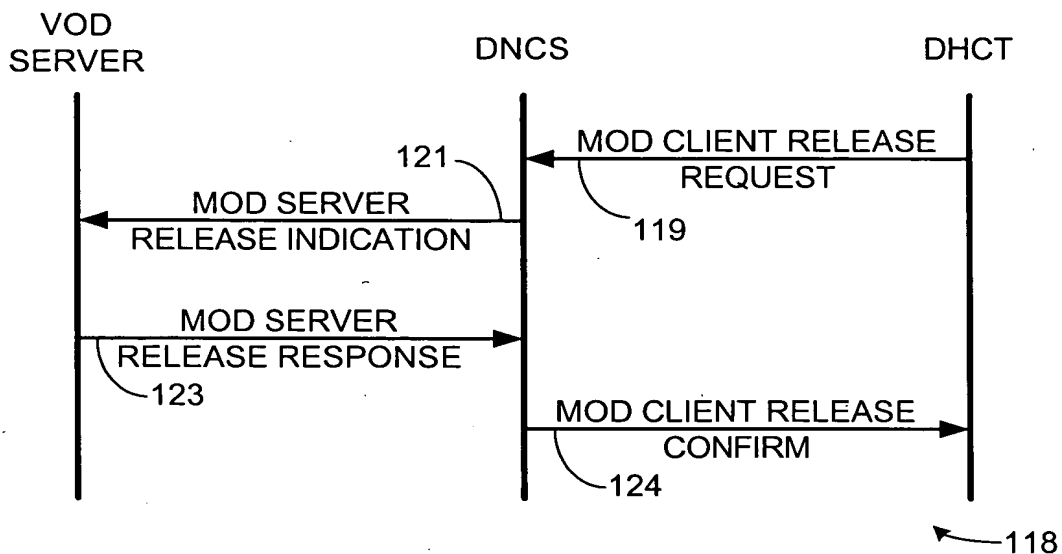 VOD
SERVER
DNCS
DHCT
MOD CLIENT RELEASE
REQUEST
121
119
MOD SERVER
RELEASE INDICATION
MOD SERVER
RELEASE RESPONSE
123
MOD CLIENT RELEASE
CONFIRM
124
118